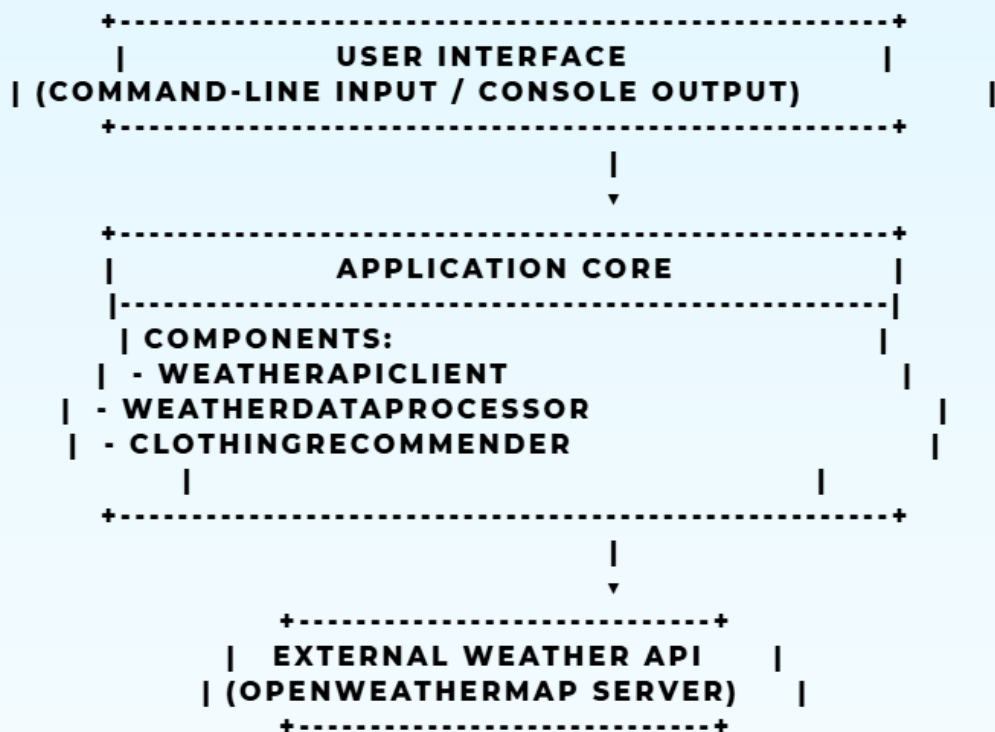 +------------------------------------------------------+
| USER INTERFACE |
| (COMMAND-LINE INPUT / CONSOLE OUTPUT) |
+------------------------------------------------------+
|
▼
+------------------------------------------------------+
| APPLICATION CORE |
|------------------------------------------------------|
| COMPONENTS: |
| - WEATHERAPICLIENT |
| - WEATHERDATAPROCESSOR |
| - CLOTHINGRECOMMENDER |
| |
+------------------------------------------------------+
|
▼
+-----------------------------+
| EXTERNAL WEATHER API |
| (OPENWEATHERMAP SERVER) |
+-----------------------------+